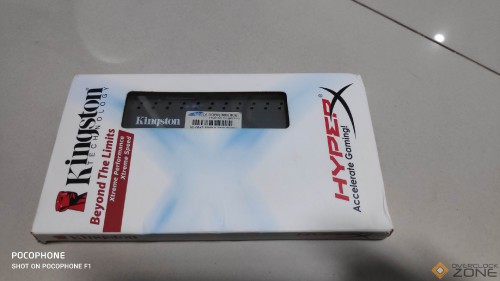 Kingston
TECHNOLOGY
Beyond The Limits
Xtreme Performance
Xtreme Speed
Kingston
HYPERX
Accelerate Gaming!
Kingston
POCOPHONE
SHOT ON POCOPHONE F1
OVERCLOCK
ZONE